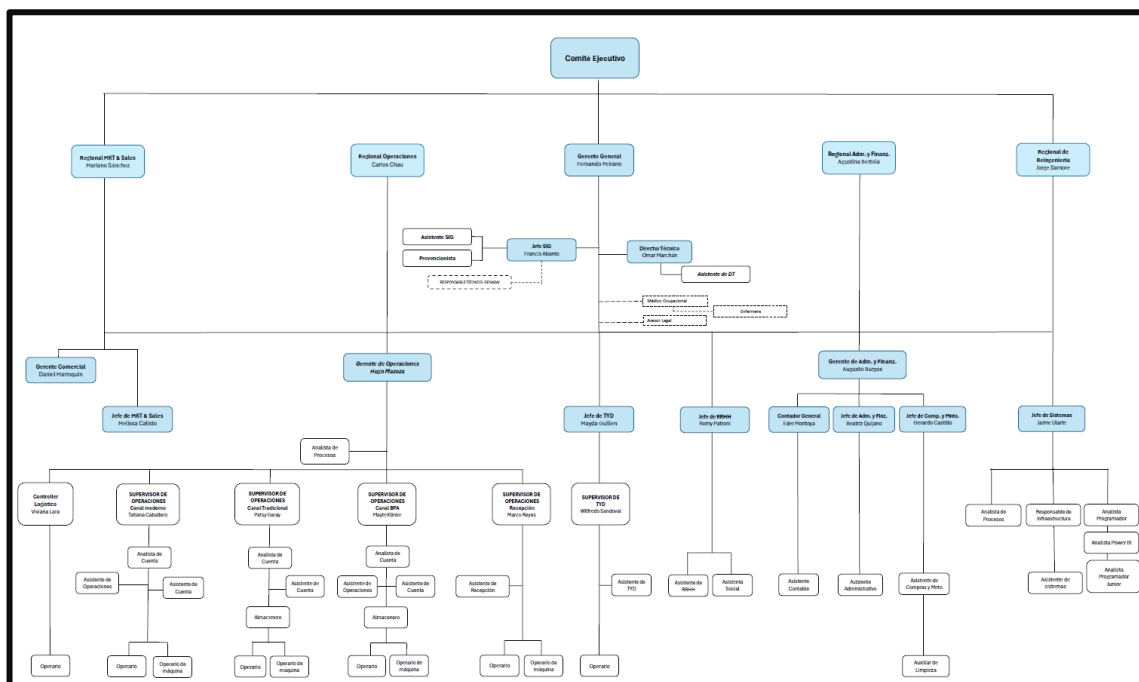 Comité Ejecutivo
Regional MKT & Sales
Mariano Sánchez
Regional Operaciones
Carlos Chau
Gerente General
Fernando Peirano
Regional Adm. y Finanz.
Agustina Bertola
Regional de
Reingeniería
Jorge Samore
Asistente SIG
Prevencionista
Jefe SIG
Francis Abanto
RESPONSABLE TÉCNICO- SENASA/
Director Técnico
Omar Marchán
Asistente de DT
Médico Ocupacional
Enfermera
Asesor Legal
Gerente Comercial
Daniel Marroquin
Jefe de MKT & Sales
Melissa Calisto
Gerente de Operaciones
Hugo Mazoza
Jefe de TYD
Mayda Guillen
Jefe de RRHH
Romy Patroni
Gerente de Adm. y Finanz.
Augusto Burgos
Contador General
Eder Montoya
Jefe de Adm. y Finz.
Beatriz Quijano
Jefe de Comp. y Mnto.
Gerardo Castillo
Jefe de Sistemas
Jaime Ularte
Analista de
Procesos
Controller
Logístico
Viviana Lara
SUPERVISOR DE
OPERACIONES
Canal moderno
Tatiana Caballero
SUPERVISOR DE
OPERACIONES
Canal Tradicional
Patsy Garay
SUPERVISOR DE
OPERACIONES
Canal BPA
Mayte Klinke
SUPERVISOR DE
OPERACIONES
Recepción
Marco Reyes
SUPERVISOR DE
TYD
Wilfredo Sandoval
Analista de
Procesos
Responsable de
Infraestructura
Analista
Programador
Analista Power BI
Analista
Programador
Junior
Asistente de
sistemas
Analista de
Cuenta
Analista de
Cuenta
Analista de
Cuenta
Asistente de
Operaciones
Asistente de
Cuenta
Asistente de
Cuenta
Asistente de
Operaciones
Asistente de
Cuenta
Asistente de
Recepción
Asistente de
TYD
Asistente de
RRHH
Asistenta
Social
Asistente
Contable
Asistente
Administrativo
Asistente de
Compras y Mnto
Almacenero
Almacenero
Operario
Operario
Operario de
máquina
Operario
Operario de
máquina
Operario
Operario de
máquina
Operario
Operario de
máquina
Operario
Auxiliar de
Limpieza